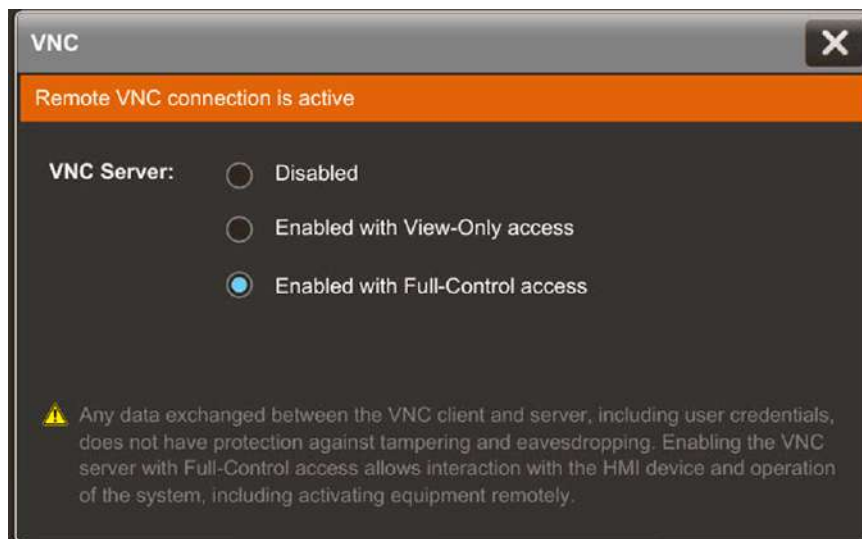 VNC
Remote VNC connection is active
VNC Server:
Disabled
Enabled with View-Only access
Enabled with Full-Control access
Any data exchanged between the VNC client and server, including user credentials,
does not have protection against tampering and eavesdropping. Enabling the VNC
server with Full-Control access allows interaction with the HMI device and operation
of the system, including activating equipment remotely.